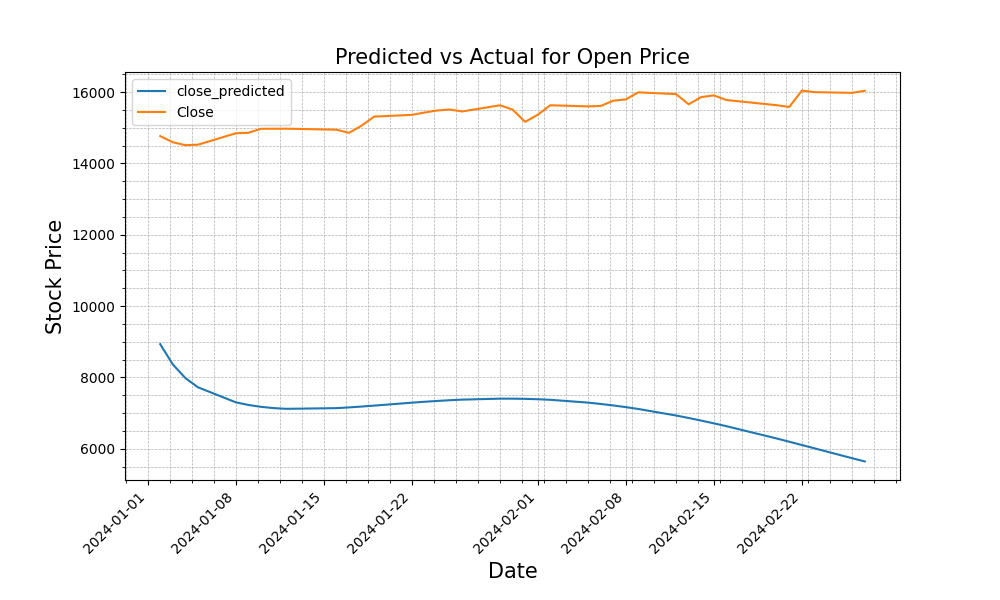 Predicted vs Actual for Open Price
close_predicted
Close
Stock Price
16000
14000
12000
10000
8000
6000
2024-01-01
2024-01-08
2024-01-15
2024-01-22
2024-02-01
2024-02-08
2024-02-15
2024-02-22
Date